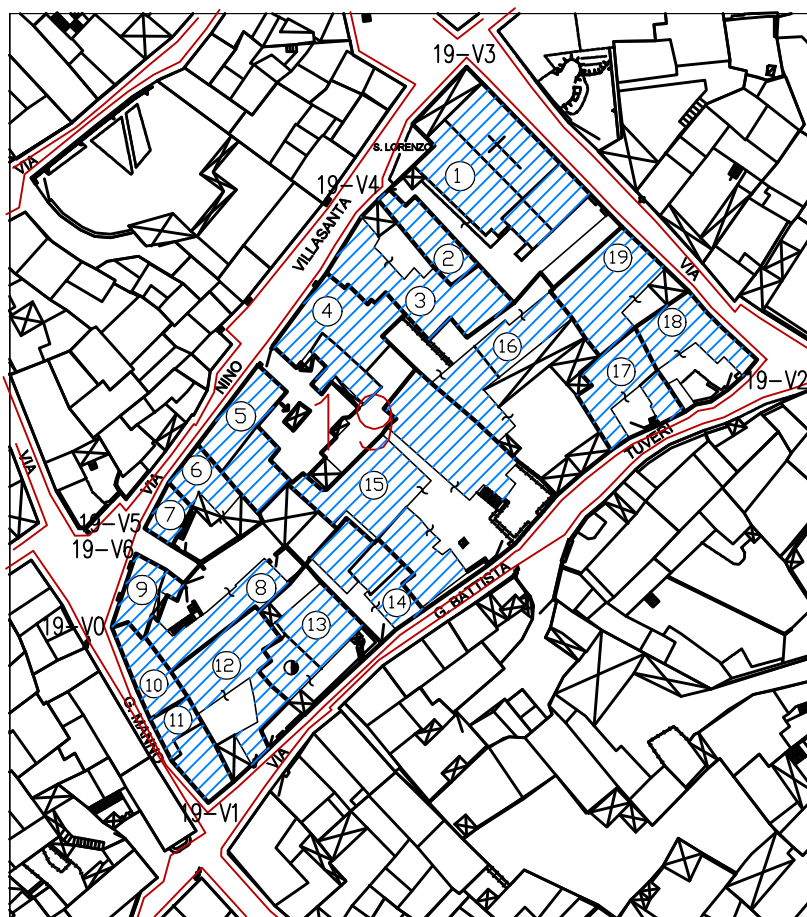 19-V3
S. LORENZO
1
19-V4
VIA
VILLASANTA
2
19
VIA
3
4
18
16
17
19-V2
NINO
5
19
TUVERI
VIA
6
15
VIA
7
19-V5
19-V6
8
9
G. BATTISTA
14
13
19-V0
12
10
G. MANNO
11
VIA
19-V1